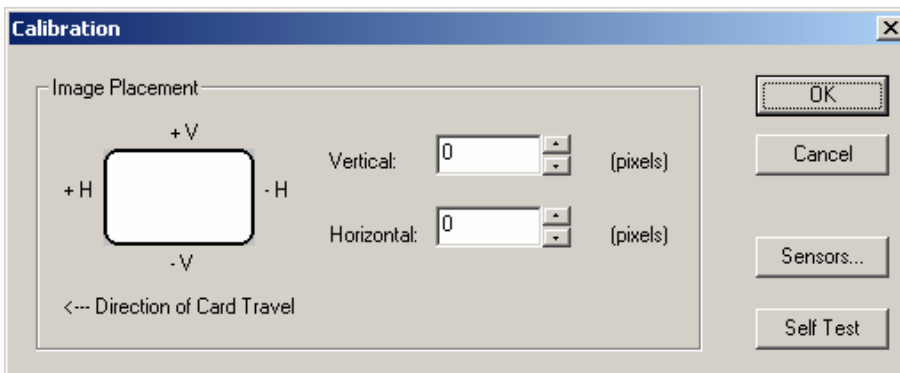 Calibration
Image Placement
+ V
+ H
- H
- V
<--- Direction of Card Travel
Vertical: 0 (pixels)
Horizontal: 0 (pixels)
OK
Cancel
Sensors...
Self Test